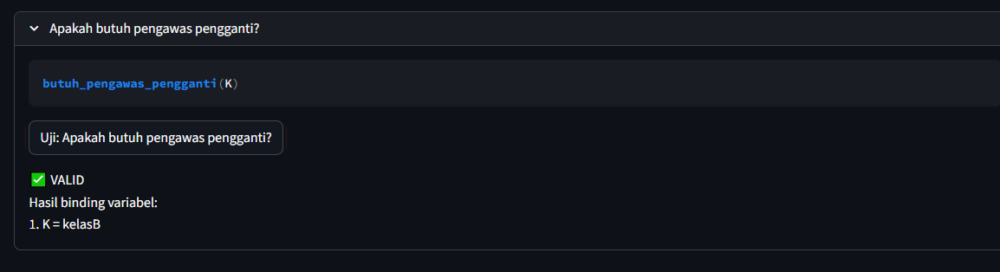 Apakah butuh pengawas pengganti?
butuh_pengawas_pengganti(K)
Uji: Apakah butuh pengawas pengganti?
✅ VALID
Hasil binding variabel:
1. K = kelasB